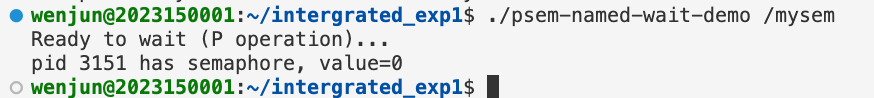 wenjun@2023150001:~/intergrated_exp1$ ./psem-named-wait-demo /mysem
Ready to wait (P operation)...
pid 3151 has semaphore, value=0
wenjun@2023150001:~/intergrated_exp1$